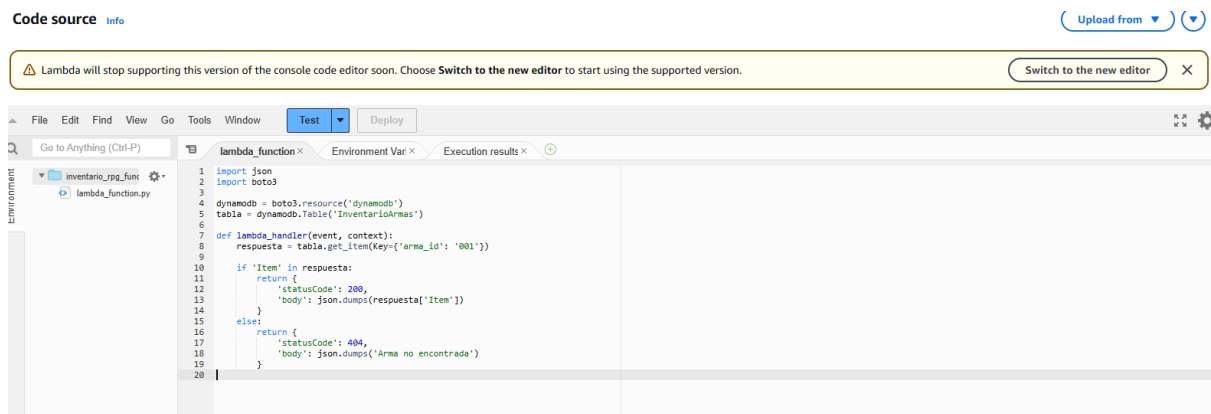 Code source Info
Upload from ▼ ▼
Lambda will stop supporting this version of the console code editor soon. Choose Switch to the new editor to start using the supported version.
Switch to the new editor ×
File Edit Find View Go Tools Window Test Deploy
Go to Anything (Ctrl-P)
lambda_function × Environment Vari × Execution results ×
Environment
inventario_rpg_func
lambda_function.py
1 import json
2 import boto3
3
4 dynamodb = boto3.resource('dynamodb')
5 tabla = dynamodb.Table('InventarioArmas')
6
7 def lambda_handler(event, context):
8     respuesta = tabla.get_item(Key={'arma_id': '001'})
9
10     if 'Item' in respuesta:
11         return {
12             'statusCode': 200,
13             'body': json.dumps(respuesta['Item'])
14         }
15     else:
16         return {
17             'statusCode': 404,
18             'body': json.dumps('Arma no encontrada')
19         }
20